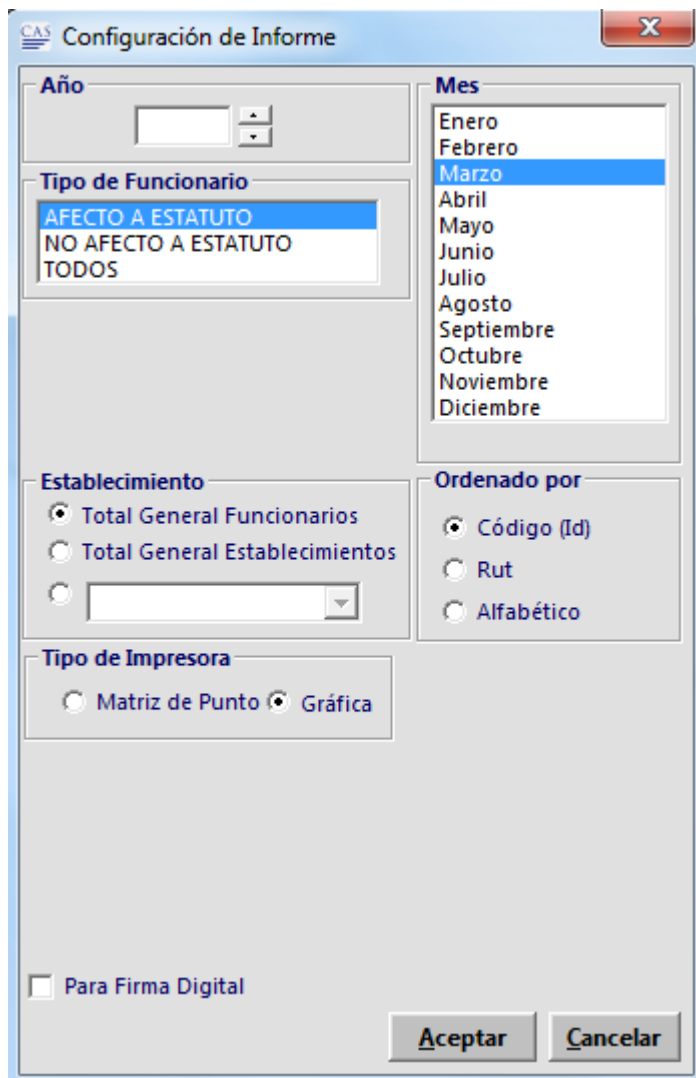 CAS Configuración de Informe
Año
Tipo de Funcionario
AFECTO A ESTATUTO
NO AFECTO A ESTATUTO
TODOS
Mes
Enero
Febrero
Marzo
Abril
Mayo
Junio
Julio
Agosto
Septiembre
Octubre
Noviembre
Diciembre
Establecimiento
Total General Funcionarios
Total General Establecimientos
Ordenado por
Código (Id)
Rut
Alfabético
Tipo de Impresora
Matriz de Punto Gráfica
Para Firma Digital
Aceptar Cancelar